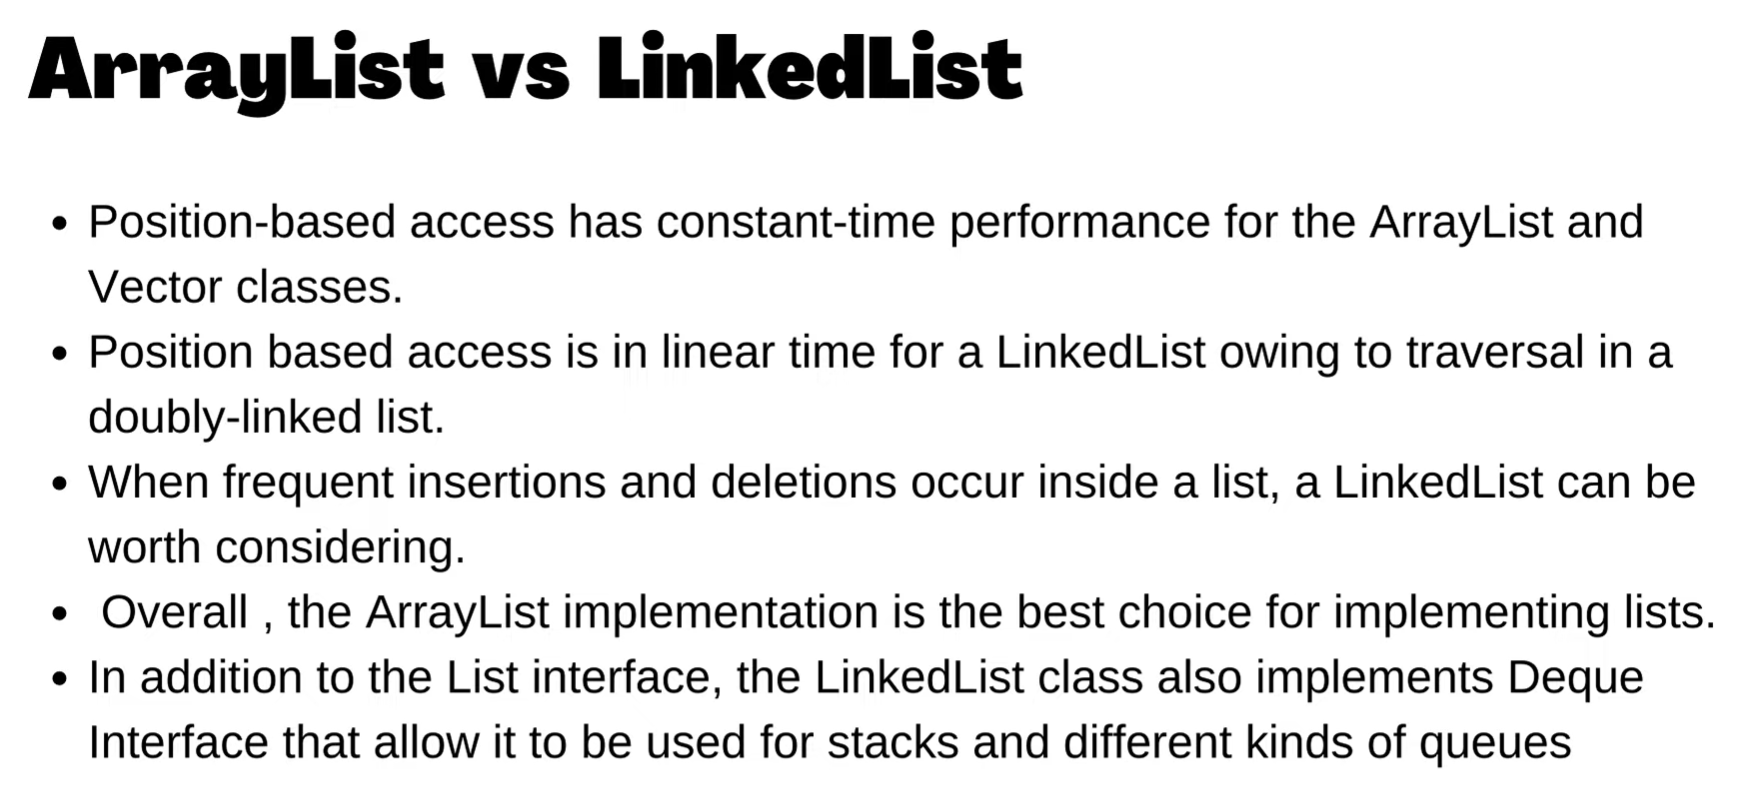 ArrayList vs LinkedList
• Position-based access has constant-time performance for the ArrayList and
Vector classes.
• Position based access is in linear time for a LinkedList owing to traversal in a
doubly-linked list.
• When frequent insertions and deletions occur inside a list, a LinkedList can be
worth considering.
• Overall , the ArrayList implementation is the best choice for implementing lists.
• In addition to the List interface, the LinkedList class also implements Deque
Interface that allow it to be used for stacks and different kinds of queues